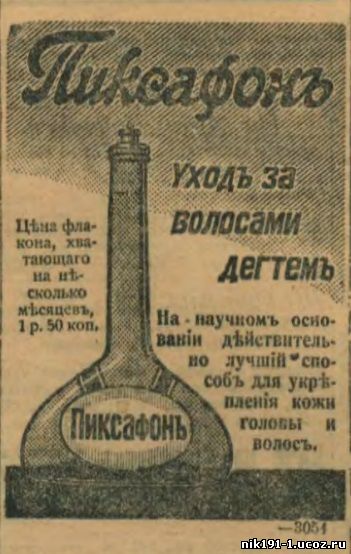 Пиксафонъ
Уходъ за
волосами
дегтемъ
Цѣна фла-
кона, хва-
тающаго
на нѣ-
сколько
мѣсяцевъ,
1 р. 50 коп.
На научномъ осно-
ваніи дѣйствитель-
но лучшій спо-
собъ для укрѣ-
пленія кожи
головы и
волосъ.
Пиксафонъ
—3054
nik191-1.ucoz.ru